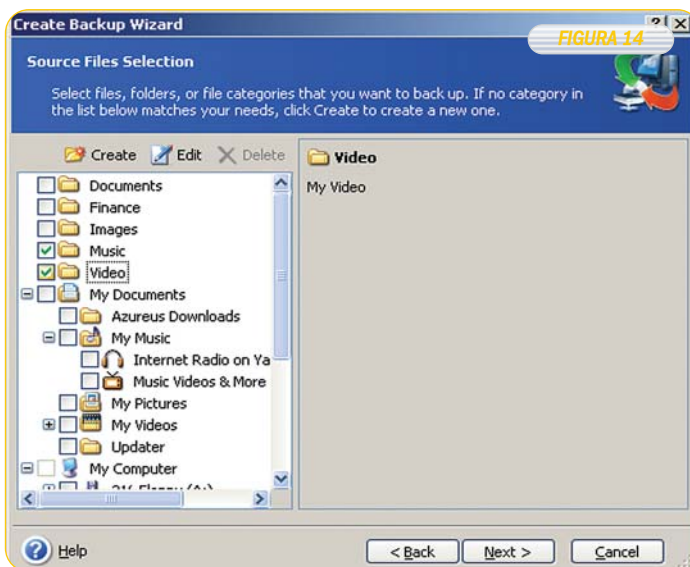 Create Backup Wizard
FIGURA 14
Source Files Selection
Select files, folders, or file categories that you want to back up. If no category in
the list below matches your needs, click Create to create a new one.
Create Edit Delete
Documents
Finance
Images
Music
Video
My Documents
Azureus Downloads
My Music
Internet Radio on Ya
Music Videos & More
My Pictures
My Videos
Updater
My Computer
Video
My Video
Help
< Back
Next >
Cancel